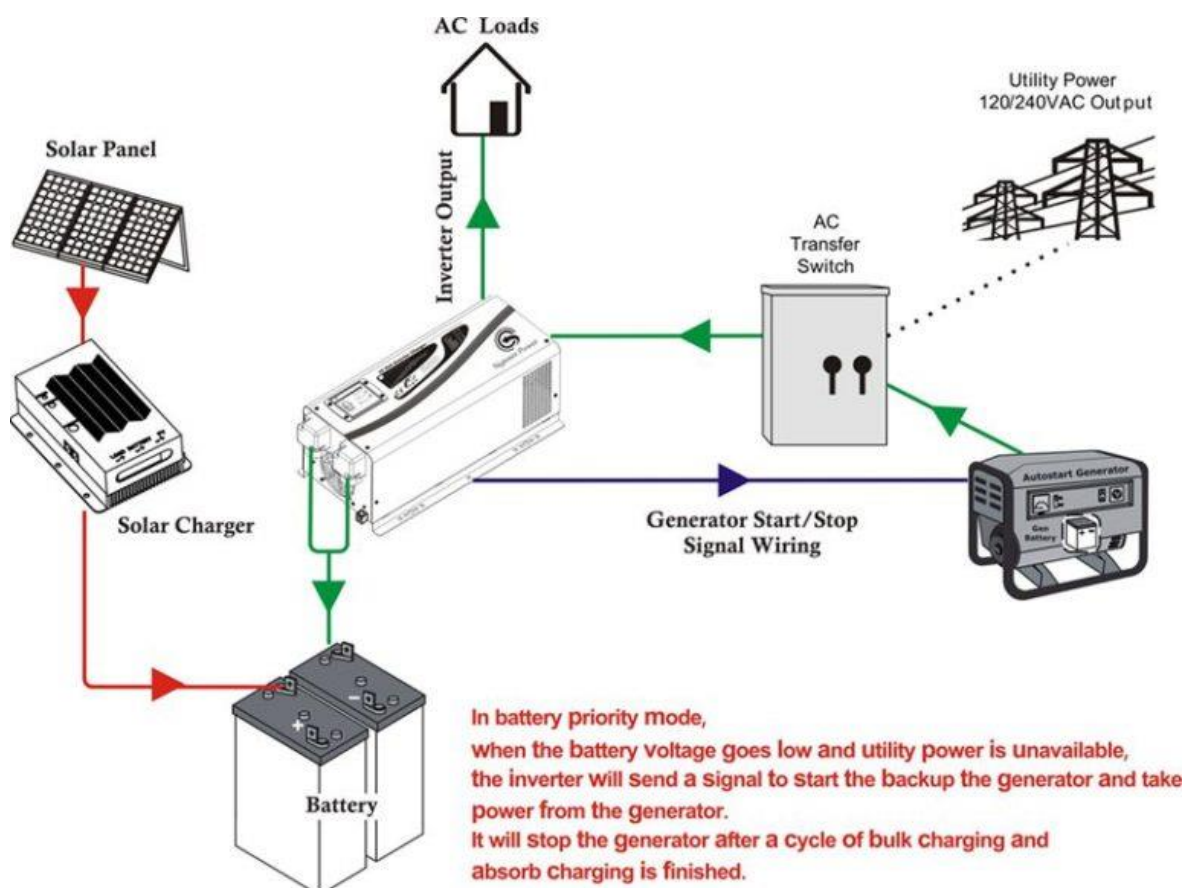 AC Loads
Utility Power
120/240VAC Output
Solar Panel
Inverter Output
AC
Transfer
Switch
Autostart Generator
Gen
Battery
Solar Charger
Generator Start/Stop
Signal Wiring
In battery priority mode,
when the battery voltage goes low and utility power is unavailable,
the inverter will send a signal to start the backup the generator and take
power from the generator.
It will stop the generator after a cycle of bulk charging and
absorb charging is finished.
Battery
+
-